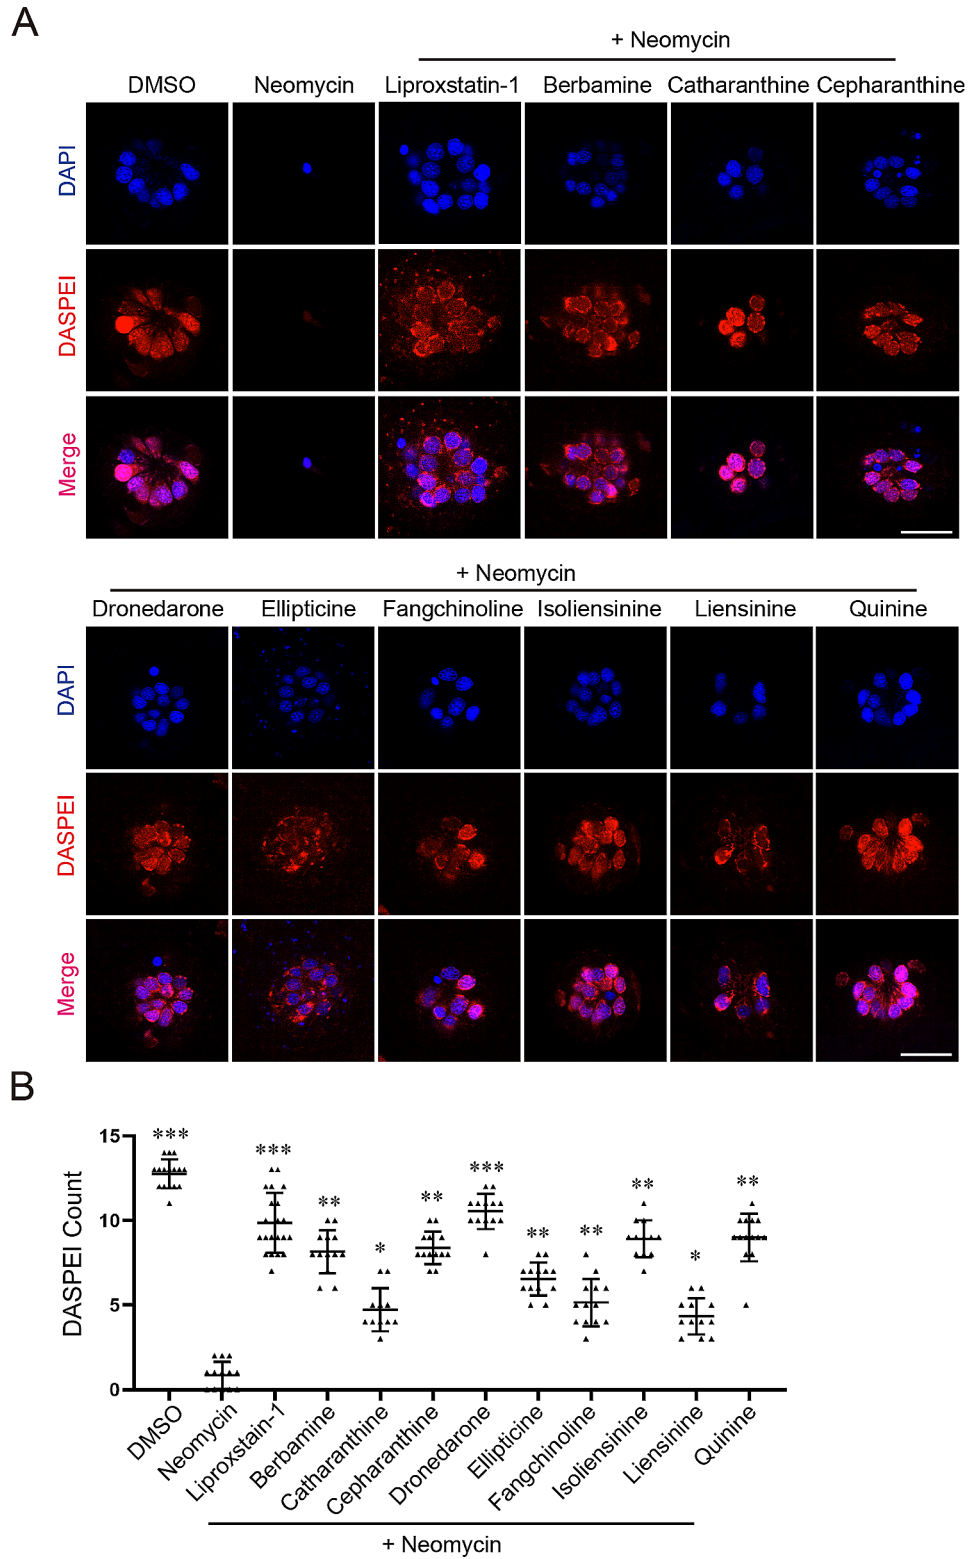 A
+ Neomycin
DMSO Neomycin Liproxstatin-1 Berbamine Catharanthine Cepharanthine
DAPI
DASPEI
Merge
+ Neomycin
Dronedarone Ellipticine Fangchinoline Isoliensinine Liensinine Quinine
DAPI
DASPEI
Merge
B
DASPEI Count
15
10
5
0
*** *** ** * ** *** ** ** ** * **
DMSO Neomycin Liproxstain-1 Berbamine Catharanthine Cepharanthine Dronedarone Ellipticine Fangchinoline Isoliensinine Liensinine Quinine
+ Neomycin